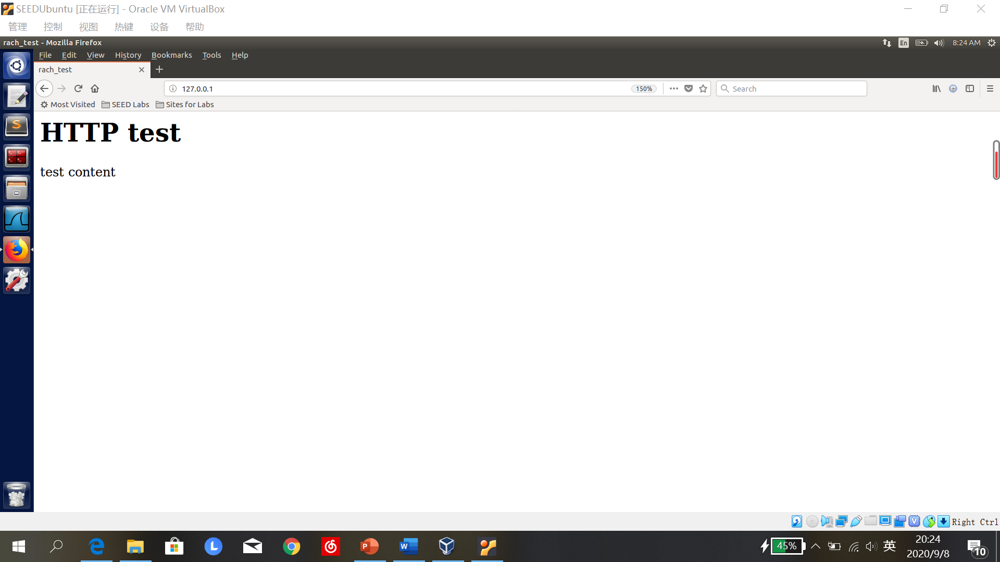 SEEDUbuntu [正在运行] - Oracle VM VirtualBox
管理 控制 视图 热键 设备 帮助
rach_test - Mozilla Firefox En 8:24 AM
File Edit View History Bookmarks Tools Help
rach_test
127.0.0.1 150% Search
Most Visited SEED Labs Sites for Labs
HTTP test
test content
Right Ctrl
45% 英 20:24
2020/9/8 10